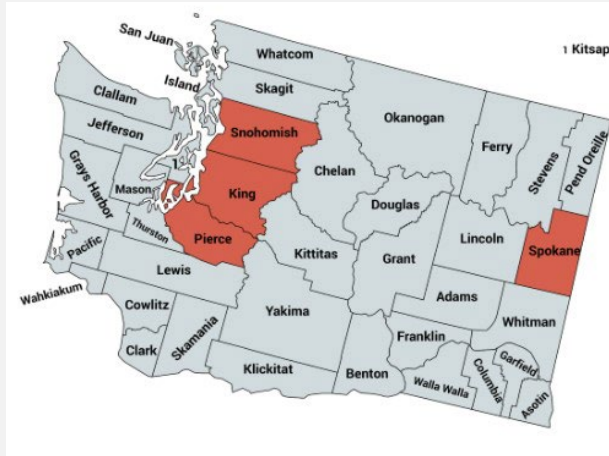 San Juan
Whatcom
1 Kitsap
Island
Skagit
Clallam
Okanogan
Jefferson
Snohomish
Ferry
Stevens
Pend Oreille
Chelan
1
Grays Harbor
Mason
King
Douglas
Thurston
Pierce
Kittitas
Grant
Lincoln
Spokane
Pacific
Lewis
Wahkiakum
Cowlitz
Skamania
Yakima
Adams
Whitman
Franklin
Clark
Klickitat
Benton
Walla Walla
Columbia
Garfield
Asotin